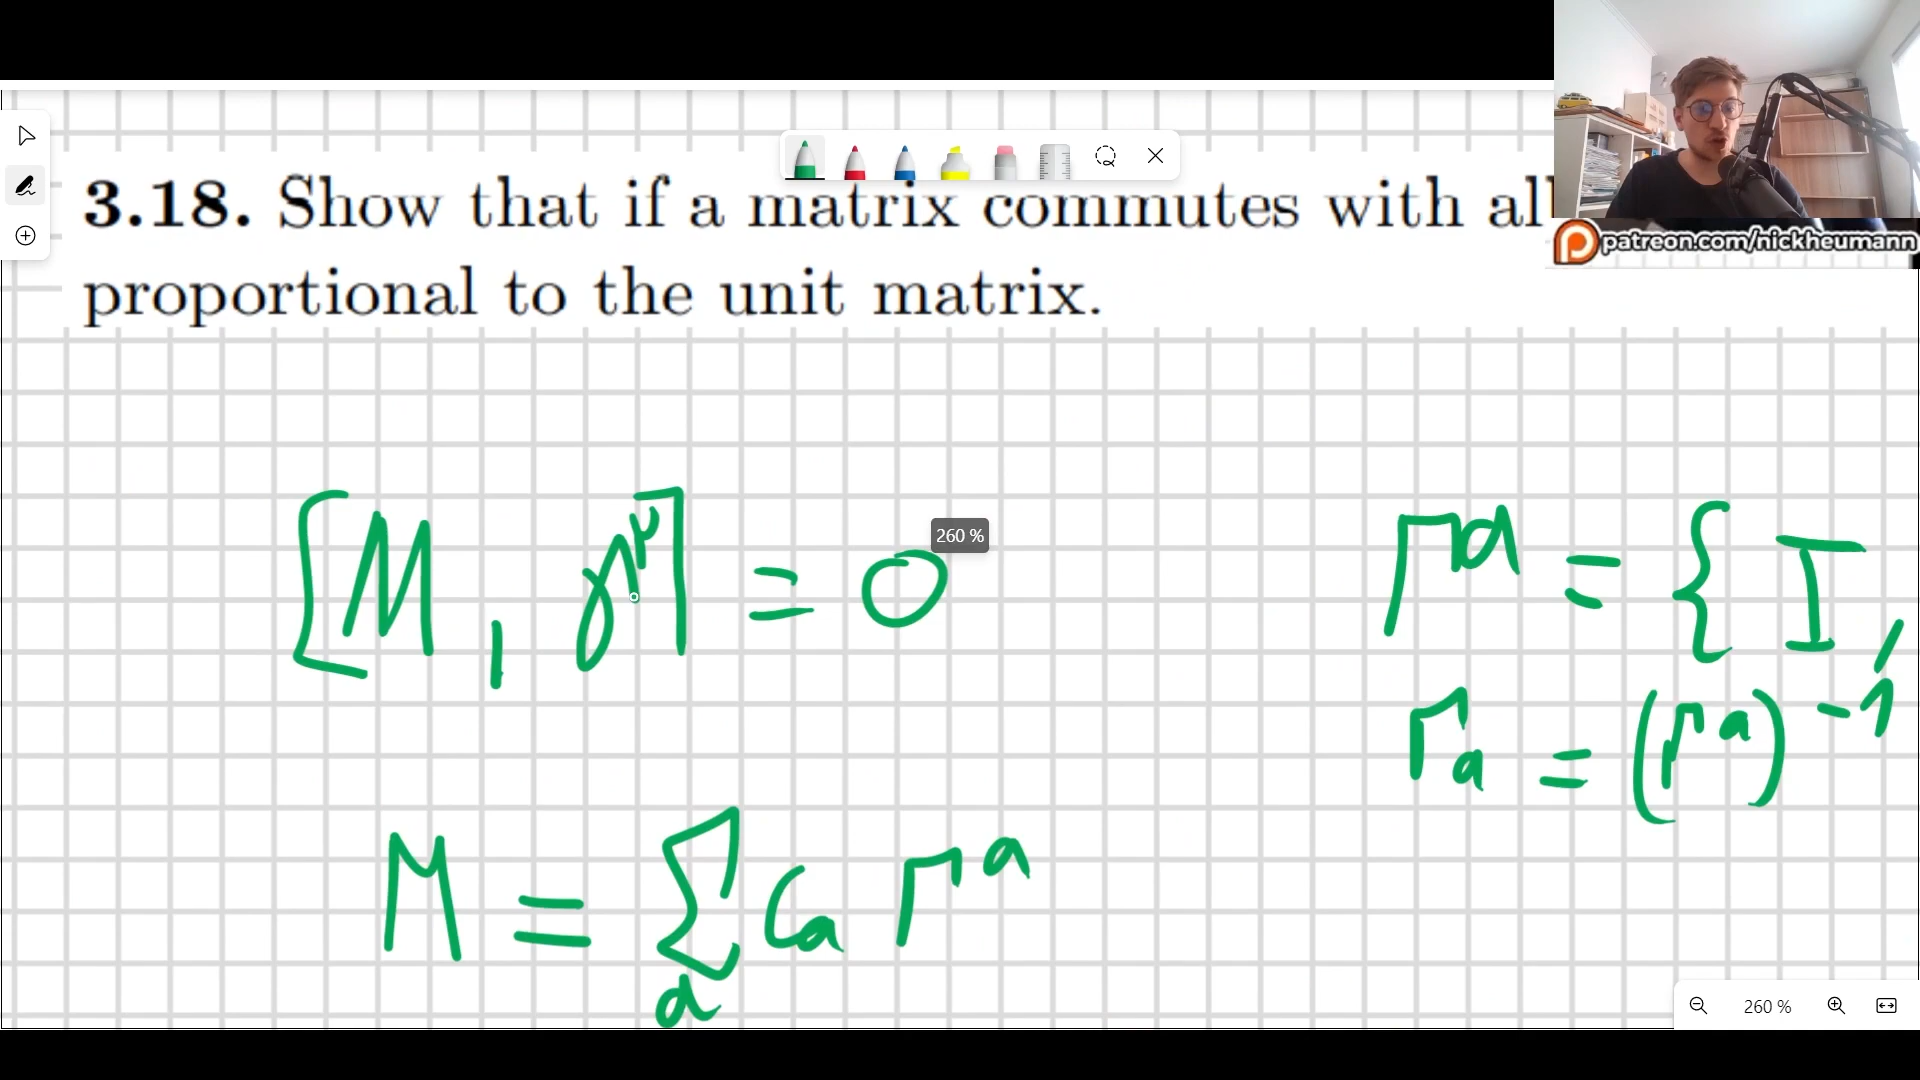 3.18. Show that if a matrix commutes with al
proportional to the unit matrix.
patreon.com/nickheumann
[M, γ^μ] = 0
260 %
Γ^a = { I,
Γ_a = (Γ^a)^-1
M = Σ_a C_a Γ^a
260 %